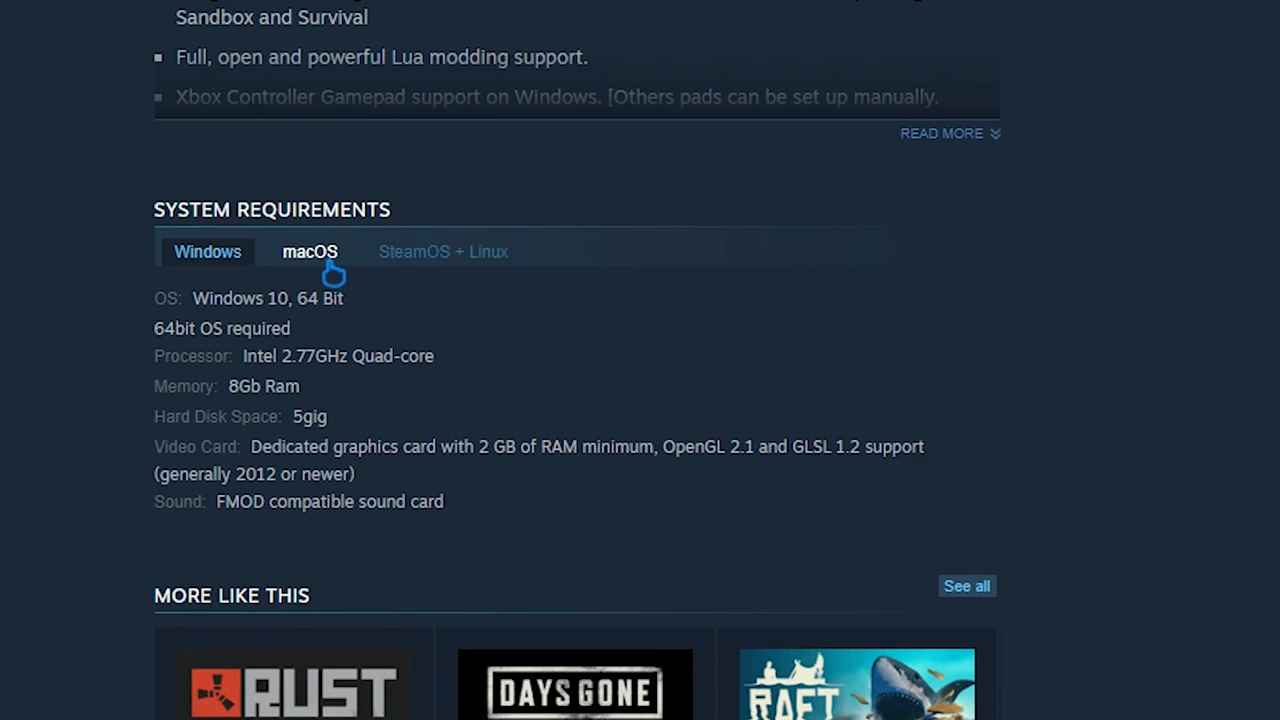 Sandbox and Survival
Full, open and powerful Lua modding support.
Xbox Controller Gamepad support on Windows. [Others pads can be set up manually.
READ MORE
SYSTEM REQUIREMENTS
Windows macOS SteamOS + Linux
OS: Windows 10, 64 Bit
64bit OS required
Processor: Intel 2.77GHz Quad-core
Memory: 8Gb Ram
Hard Disk Space: 5gig
Video Card: Dedicated graphics card with 2 GB of RAM minimum, OpenGL 2.1 and GLSL 1.2 support
(generally 2012 or newer)
Sound: FMOD compatible sound card
MORE LIKE THIS See all
RUST DAYS GONE RAFT